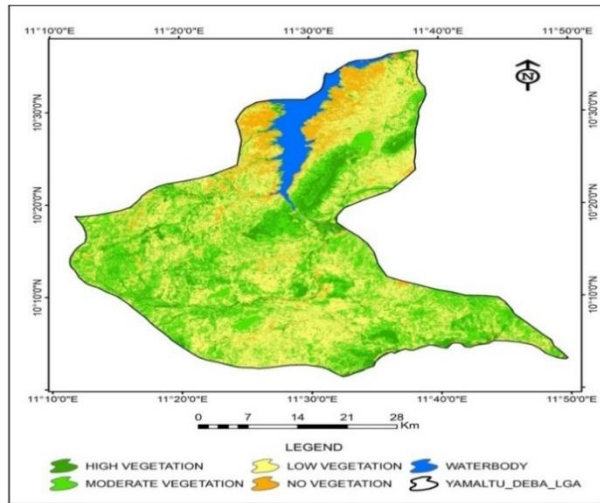 11°10'0"E 11°20'0"E 11°30'0"E 11°40'0"E 11°50'0"E
N
10°30'0"N 10°30'0"N
10°20'0"N 10°20'0"N
10°10'0"N 10°10'0"N
11°10'0"E 11°20'0"E 11°30'0"E 11°40'0"E 11°50'0"E
0 7 14 21 28
Km
LEGEND
HIGH VEGETATION LOW VEGETATION WATERBODY
MODERATE VEGETATION NO VEGETATION YAMALTU_DEBA_LGA